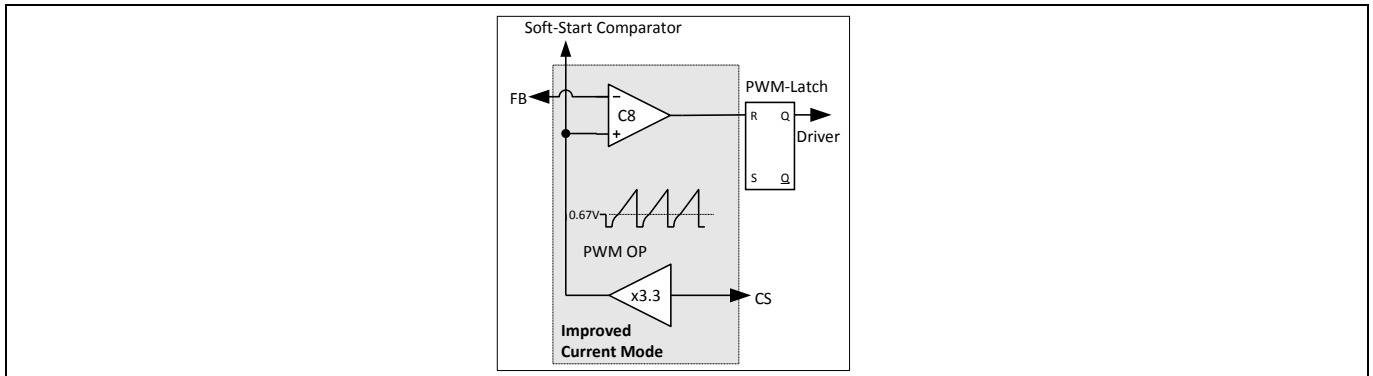 Soft-Start Comparator
FB
−
C8
+
PWM-Latch
R Q
Driver
S Q
0.67V
PWM OP
x3.3
CS
Improved
Current Mode